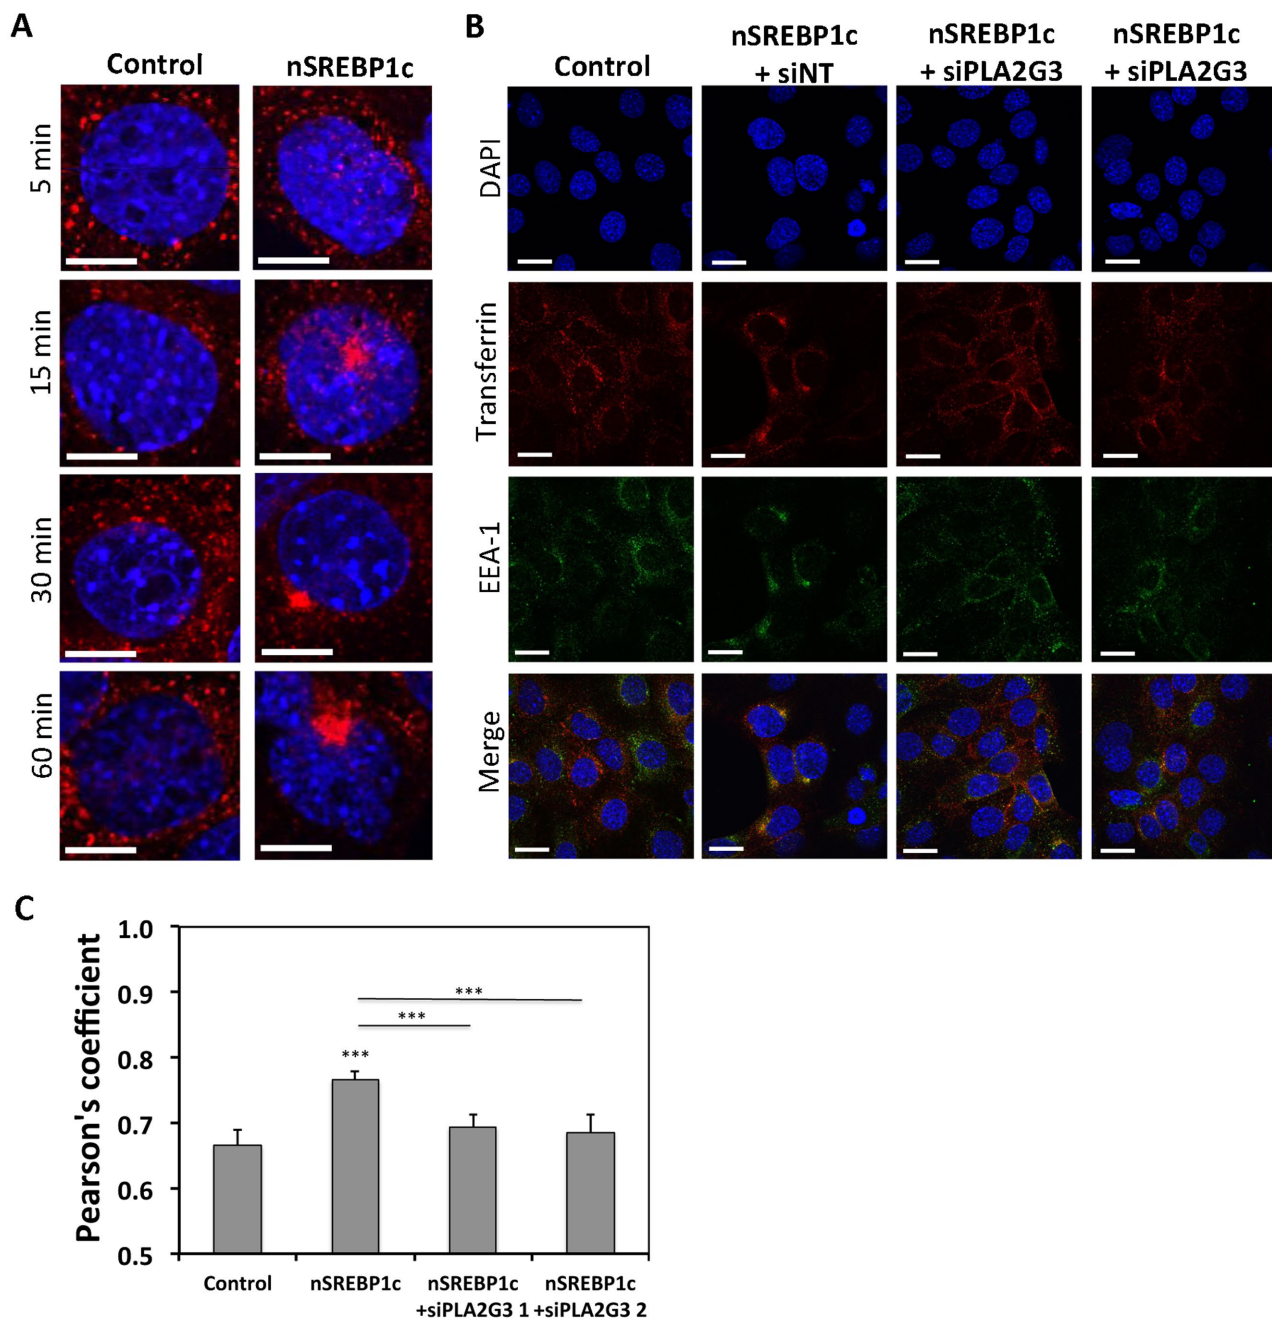 A
Control
nSREBP1c
5 min
15 min
30 min
60 min
B
Control
nSREBP1c
+ siNT
nSREBP1c
+ siPLA2G3
nSREBP1c
+ siPLA2G3
DAPI
Transferrin
EEA-1
Merge
C
Pearson's coefficient
1.0
0.9
0.8
0.7
0.6
0.5
***
***
***
Control
nSREBP1c
nSREBP1c
+siPLA2G3 1
nSREBP1c
+siPLA2G3 2